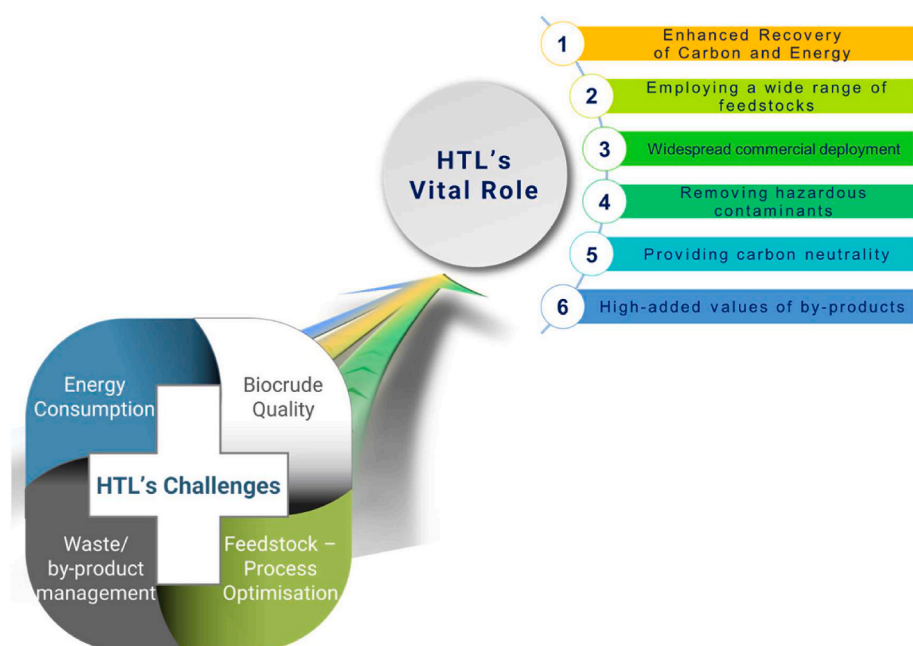 1
Enhanced Recovery
of Carbon and Energy
2
Employing a wide range of
feedstocks
3
Widespread commercial deployment
4
Removing hazardous
contaminants
5
Providing carbon neutrality
6
High-added values of by-products
HTL's
Vital Role
Energy
Consumption
Biocrude
Quality
HTL's Challenges
Waste/
by-product
management
Feedstock –
Process
Optimisation